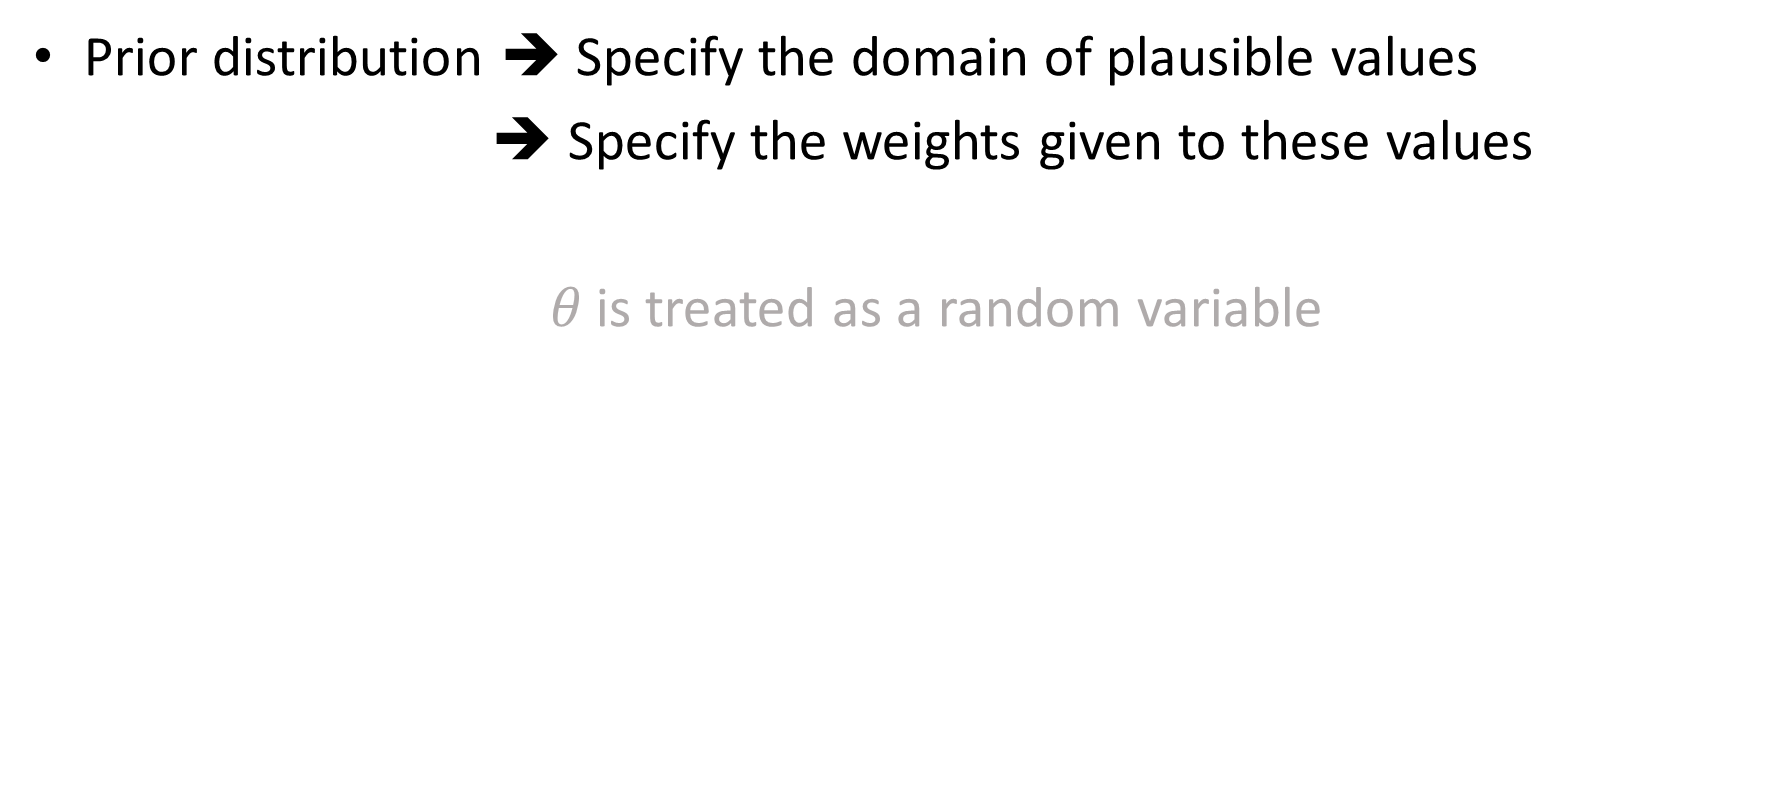 • Prior distribution ➔ Specify the domain of plausible values
➔ Specify the weights given to these values
θ is treated as a random variable